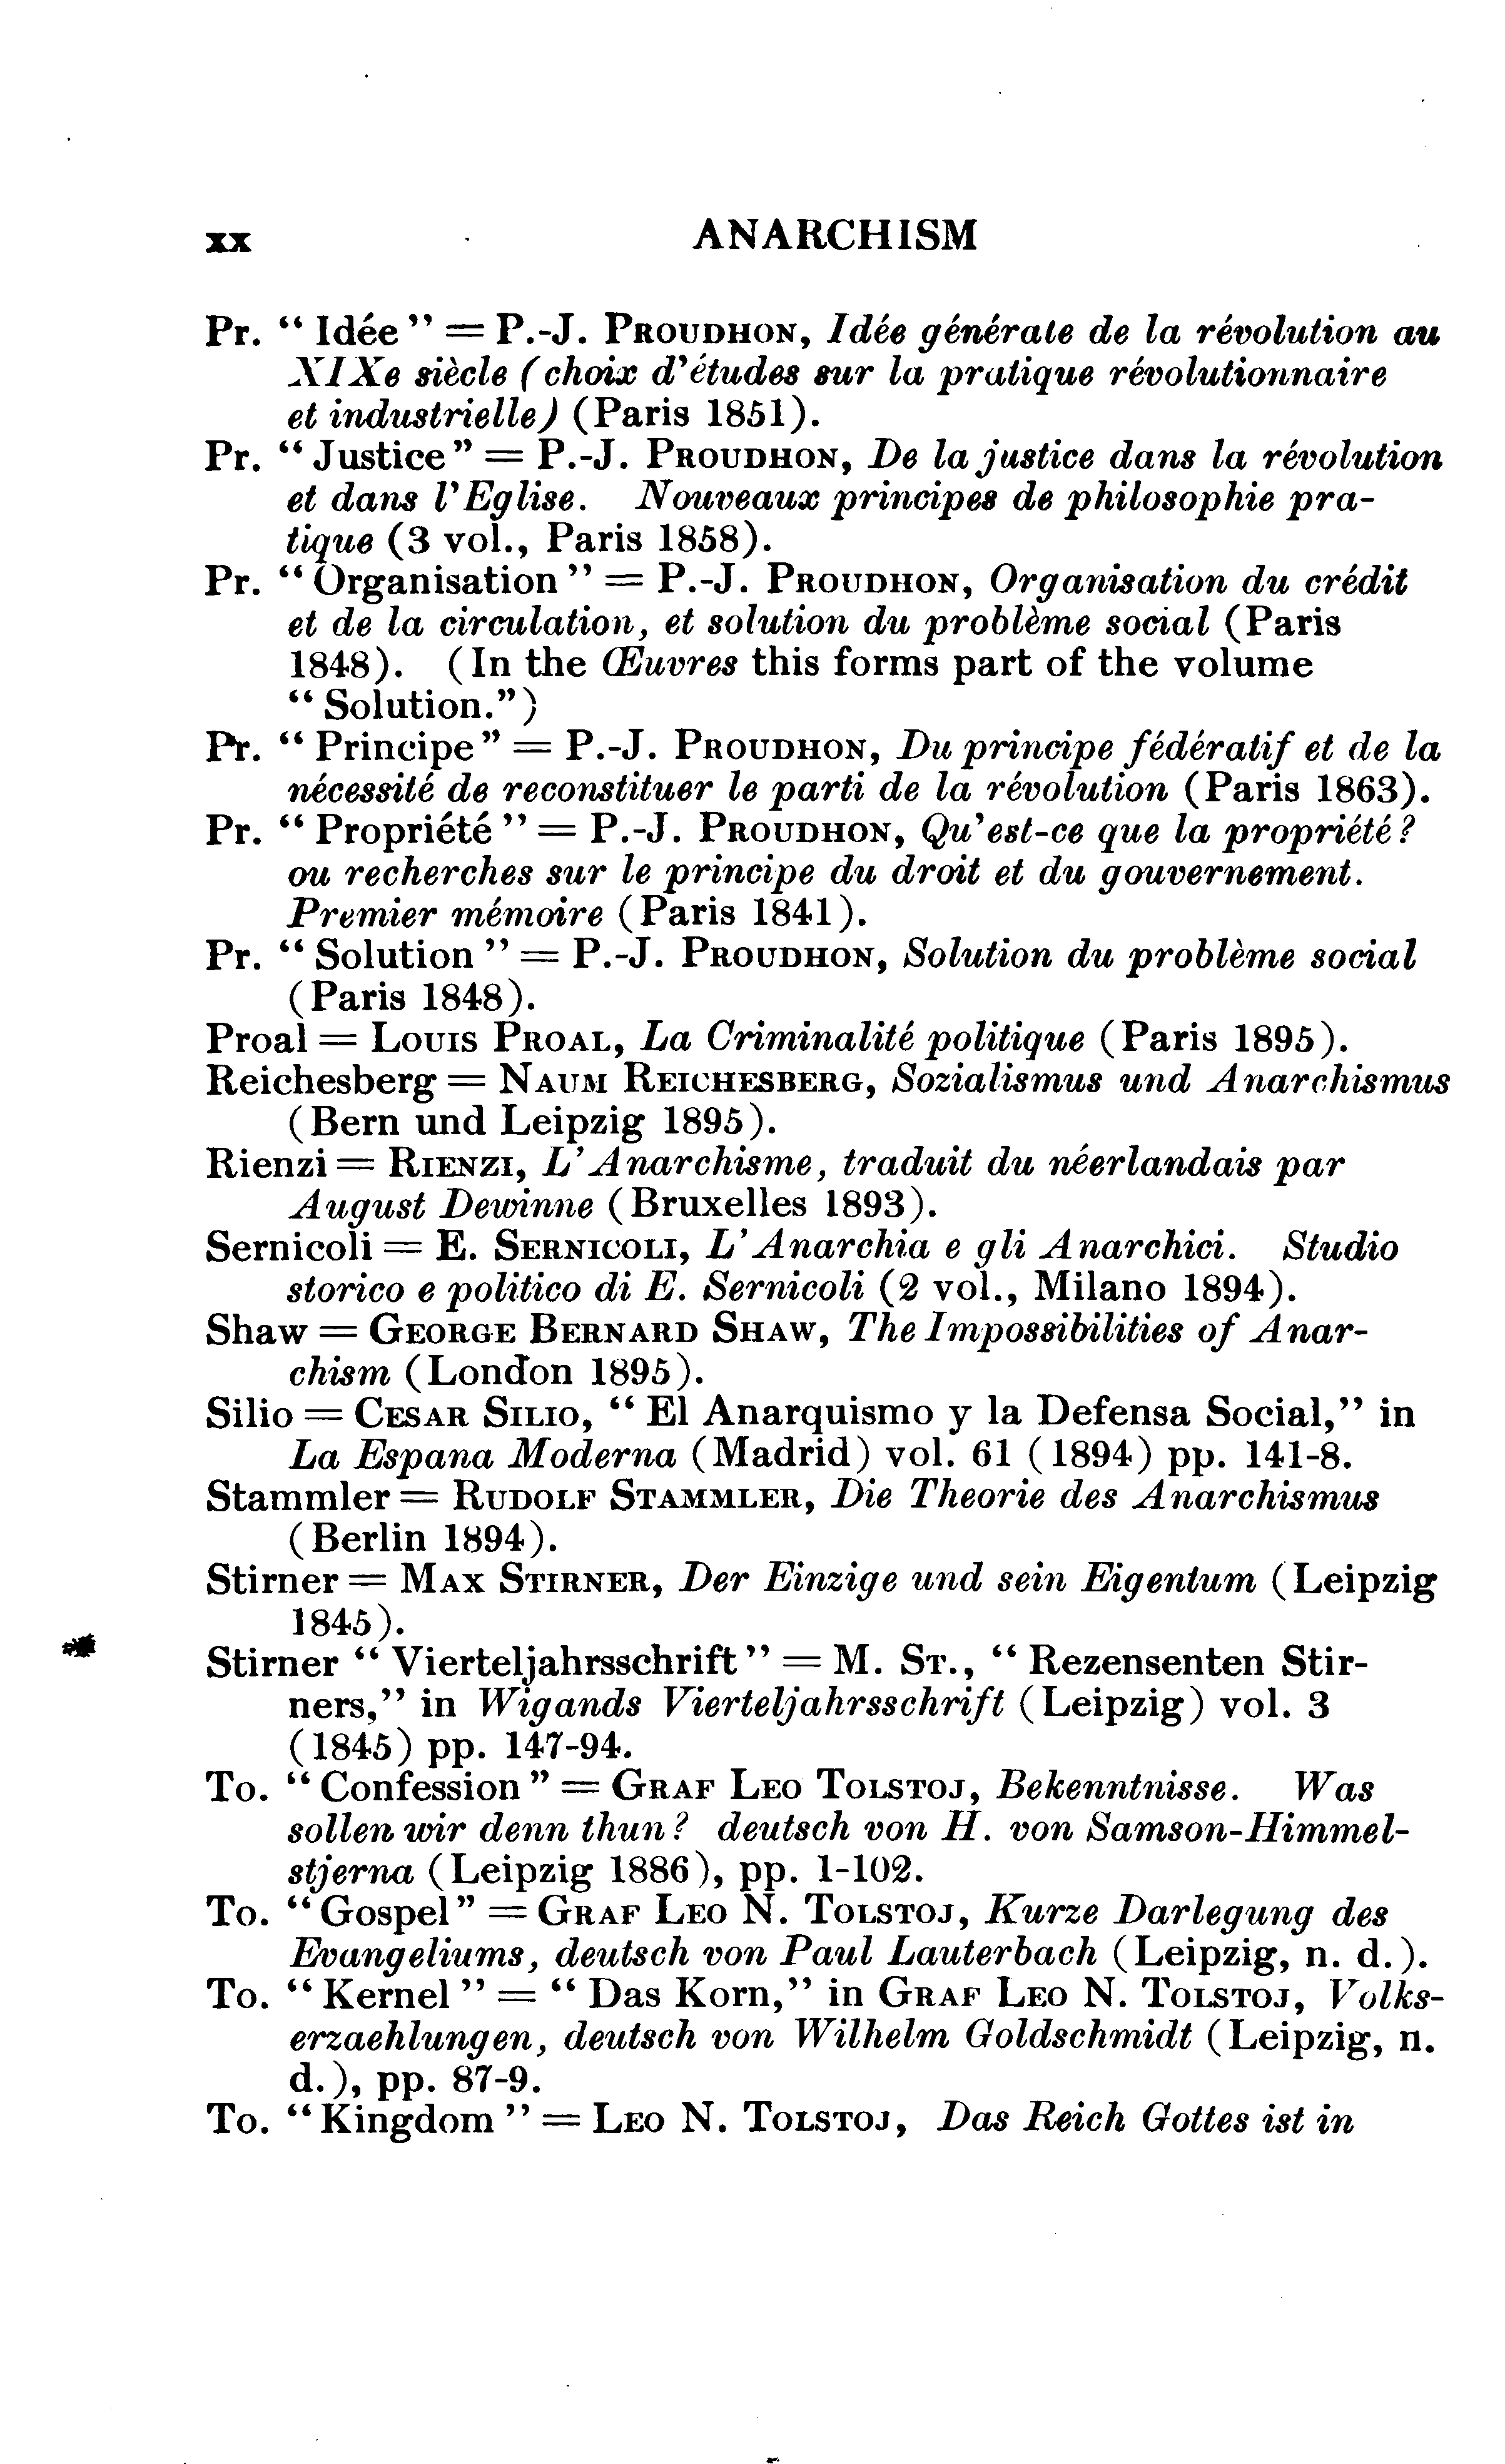 xx ANARCHISM
Pr. “ Idée ” = P.-J. PROUDHON, Idée générale de la révolution au
XIXe siècle (choix d'études sur la pratique révolutionnaire
et industrielle) (Paris 1851).
Pr. “ Justice ” = P.-J. PROUDHON, De la justice dans la révolution
et dans l'Eglise. Nouveaux principes de philosophie pra-
tique (3 vol., Paris 1858).
Pr. “ Organisation ” = P.-J. PROUDHON, Organisation du crédit
et de la circulation, et solution du problème social (Paris
1848). (In the Œuvres this forms part of the volume
“ Solution.”)
Pr. “ Principe ” = P.-J. PROUDHON, Du principe fédératif et de la
nécessité de reconstituer le parti de la révolution (Paris 1863).
Pr. “ Propriété ” = P.-J. PROUDHON, Qu'est-ce que la propriété ?
ou recherches sur le principe du droit et du gouvernement.
Premier mémoire (Paris 1841).
Pr. “ Solution ” = P.-J. PROUDHON, Solution du problème social
(Paris 1848).
Proal = LOUIS PROAL, La Criminalité politique (Paris 1895).
Reichesberg = NAUM REICHESBERG, Sozialismus und Anarchismus
(Bern und Leipzig 1895).
Rienzi = RIENZI, L'Anarchisme, traduit du néerlandais par
August Dewinne (Bruxelles 1893).
Sernicoli = E. SERNICOLI, L'Anarchia e gli Anarchici. Studio
storico e politico di E. Sernicoli (2 vol., Milano 1894).
Shaw = GEORGE BERNARD SHAW, The Impossibilities of Anar-
chism (London 1895).
Silio = CESAR SILIO, “ El Anarquismo y la Defensa Social,” in
La Espana Moderna (Madrid) vol. 61 (1894) pp. 141-8.
Stammler = RUDOLF STAMMLER, Die Theorie des Anarchismus
(Berlin 1894).
Stirner = MAX STIRNER, Der Einzige und sein Eigentum (Leipzig
1845).
Stirner “ Vierteljahrsschrift ” = M. ST., “ Rezensenten Stir-
ners,” in Wigands Vierteljahrsschrift (Leipzig) vol. 3
(1845) pp. 147-94.
To. “ Confession ” = GRAF LEO TOLSTOJ, Bekenntnisse. Was
sollen wir denn thun ? deutsch von H. von Samson-Himmel-
stjerna (Leipzig 1886), pp. 1-102.
To. “ Gospel ” = GRAF LEO N. TOLSTOJ, Kurze Darlegung des
Evangeliums, deutsch von Paul Lauterbach (Leipzig, n. d.).
To. “ Kernel ” = “ Das Korn,” in GRAF LEO N. TOLSTOJ, Volks-
erzaehlungen, deutsch von Wilhelm Goldschmidt (Leipzig, n.
d.), pp. 87-9.
To. “ Kingdom ” = LEO N. TOLSTOJ, Das Reich Gottes ist in